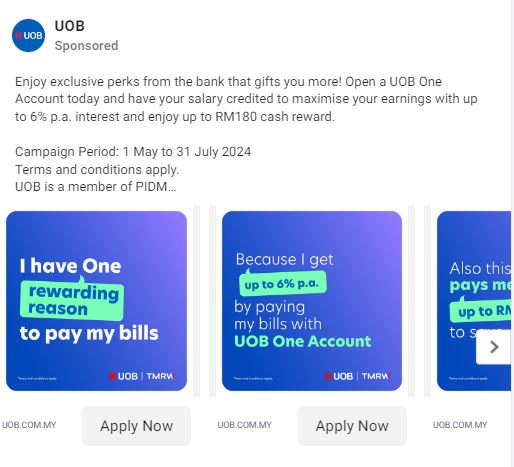 UOB
UOB
Sponsored
Enjoy exclusive perks from the bank that gifts you more! Open a UOB One
Account today and have your salary credited to maximise your earnings with up
to 6% p.a. interest and enjoy up to RM180 cash reward.
Campaign Period: 1 May to 31 July 2024
Terms and conditions apply.
UOB is a member of PIDM...
I have One
rewarding
reason
to pay my bills
Terms and conditions apply.
UOB | TMRW
Because I get
up to 6% p.a.
by paying
my bills with
UOB One Account
Terms and conditions apply.
UOB | TMRW
Also this
pays me
up to RM
to
Terms and conditions apply.
UOB.COM.MY
Apply Now
UOB.COM.MY
Apply Now
UOB.COM.MY